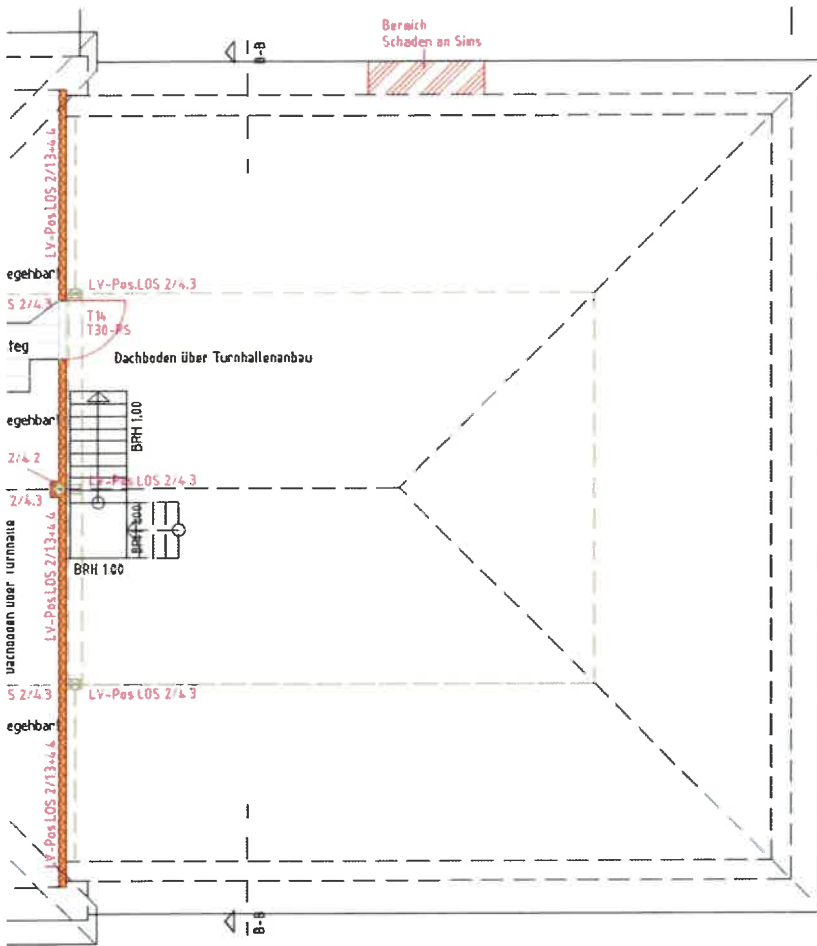 Bereich
Schaden an Sims
B-B
LV-Pos.LOS 2/13+4.4
egehbar!
S 2/4.3
LV-Pos.LOS 2/4.3
T14
T30-RS
teg
Dachboden über Turnhallenanbau
egehbar!
BRH 1.00
2/4.2
LV-Pos.LOS 2/4.3
2/4.3
BRH 1.00
LV-Pos.LOS 2/13+4.4
Dachboden über Turnhalle
BRH 1.00
S 2/4.3
LV-Pos.LOS 2/4.3
egehbar!
LV-Pos.LOS 2/13+4.4
B-B